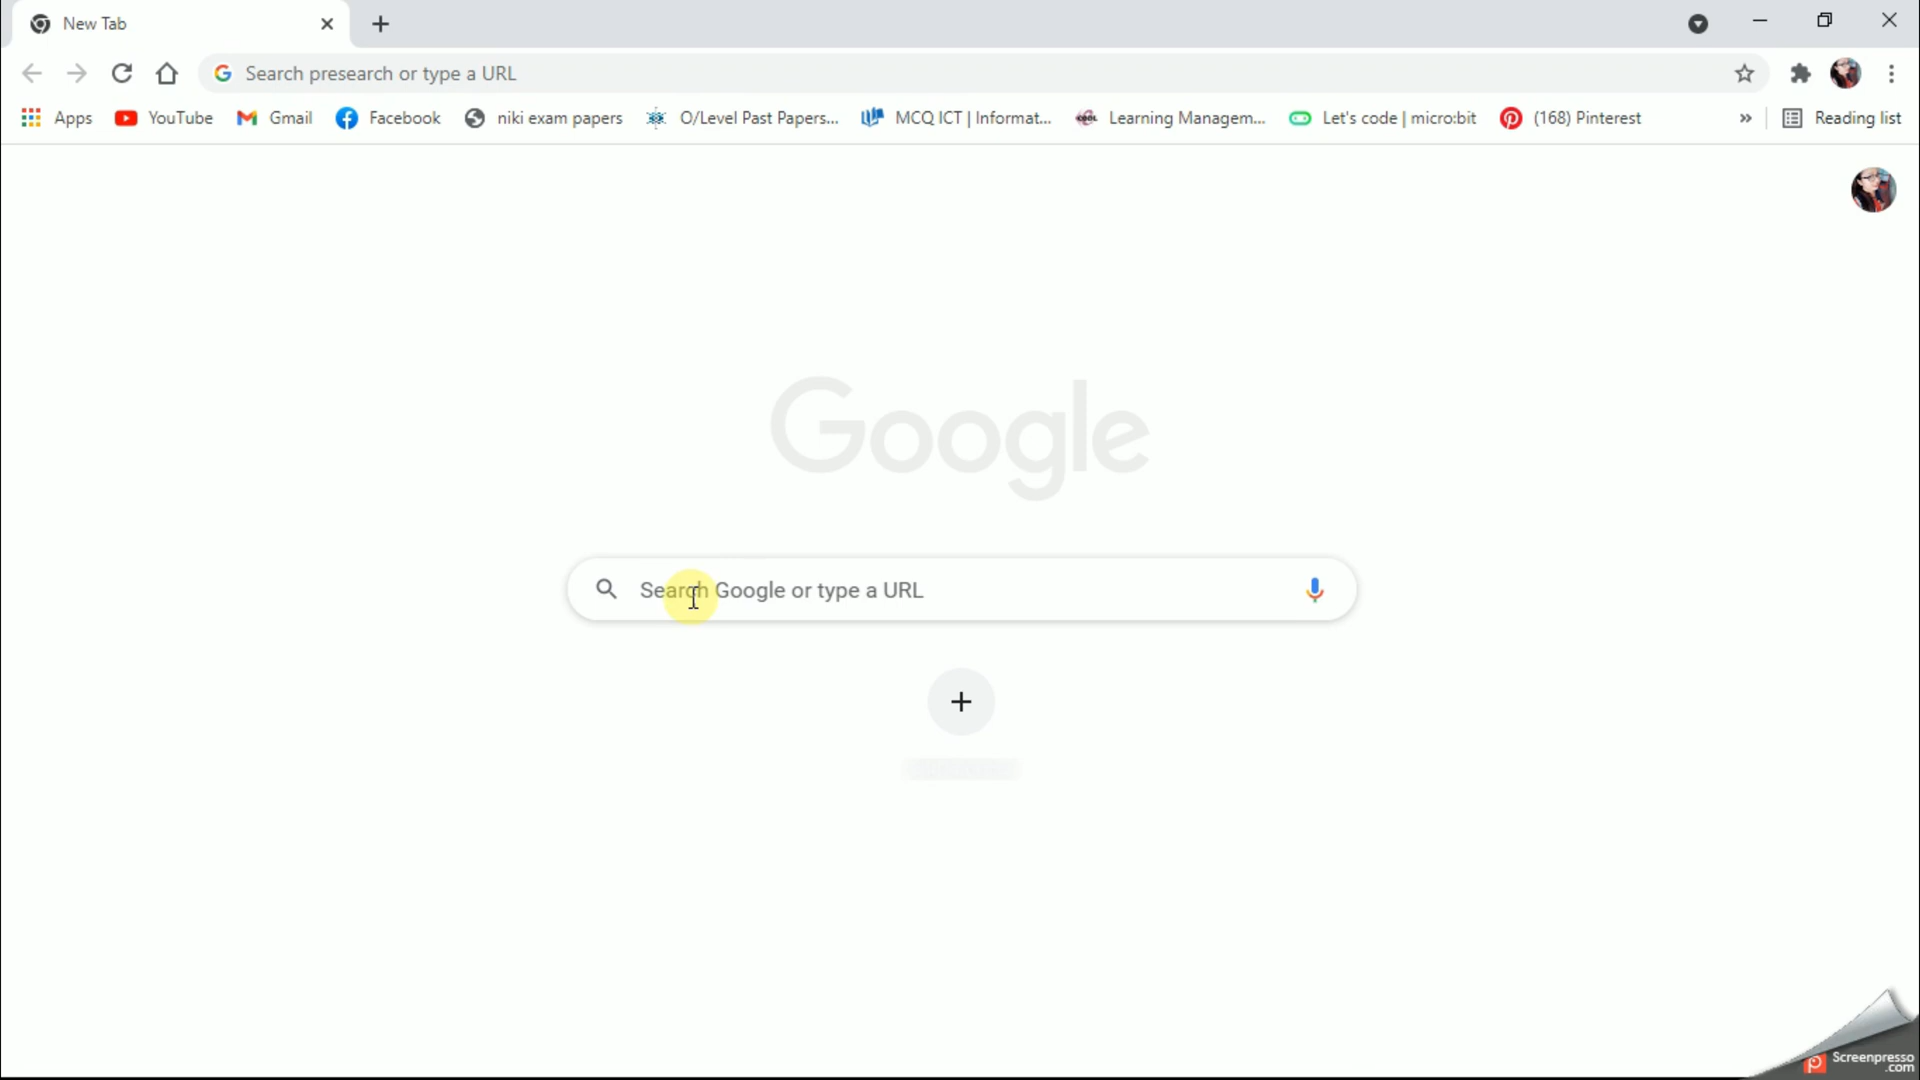 New Tab
Search presearch or type a URL
Apps YouTube Gmail Facebook niki exam papers O/Level Past Papers... MCQ ICT | Informat... Learning Managem... Let's code | micro:bit (168) Pinterest » Reading list
Google
Search Google or type a URL
Screenpresso
.com